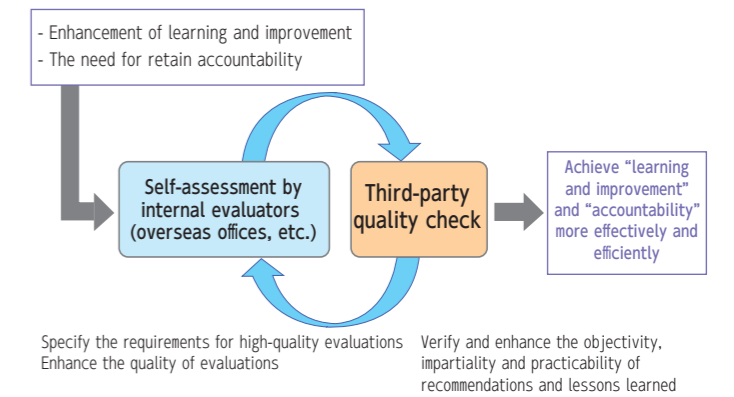 - Enhancement of learning and improvement
- The need for retain accountability
Self-assessment by
internal evaluators
(overseas offices, etc.)
Third-party
quality check
Achieve “learning
and improvement”
and “accountability”
more effectively and
efficiently
Specify the requirements for high-quality evaluations
Enhance the quality of evaluations
Verify and enhance the objectivity,
impartiality and practicability of
recommendations and lessons learned